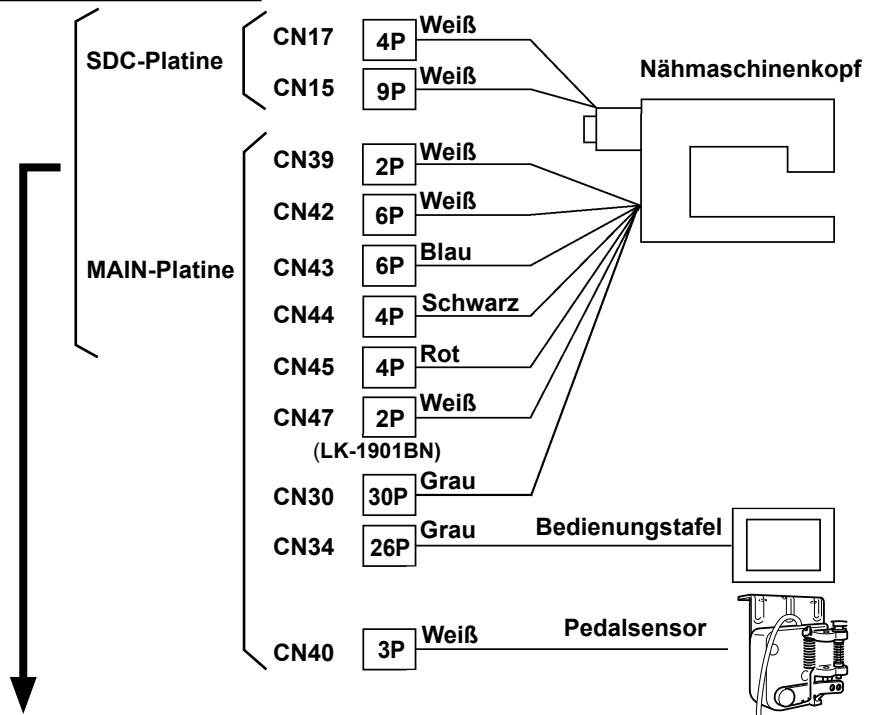 SDC-Platine
CN17 4P Weiß
CN15 9P Weiß
Nähmaschinenkopf
MAIN-Platine
CN39 2P Weiß
CN42 6P Weiß
CN43 6P Blau
CN44 4P Schwarz
CN45 4P Rot
CN47 2P Weiß
(LK-1901BN)
CN30 30P Grau
CN34 26P Grau Bedienungstafel
CN40 3P Weiß Pedalsensor